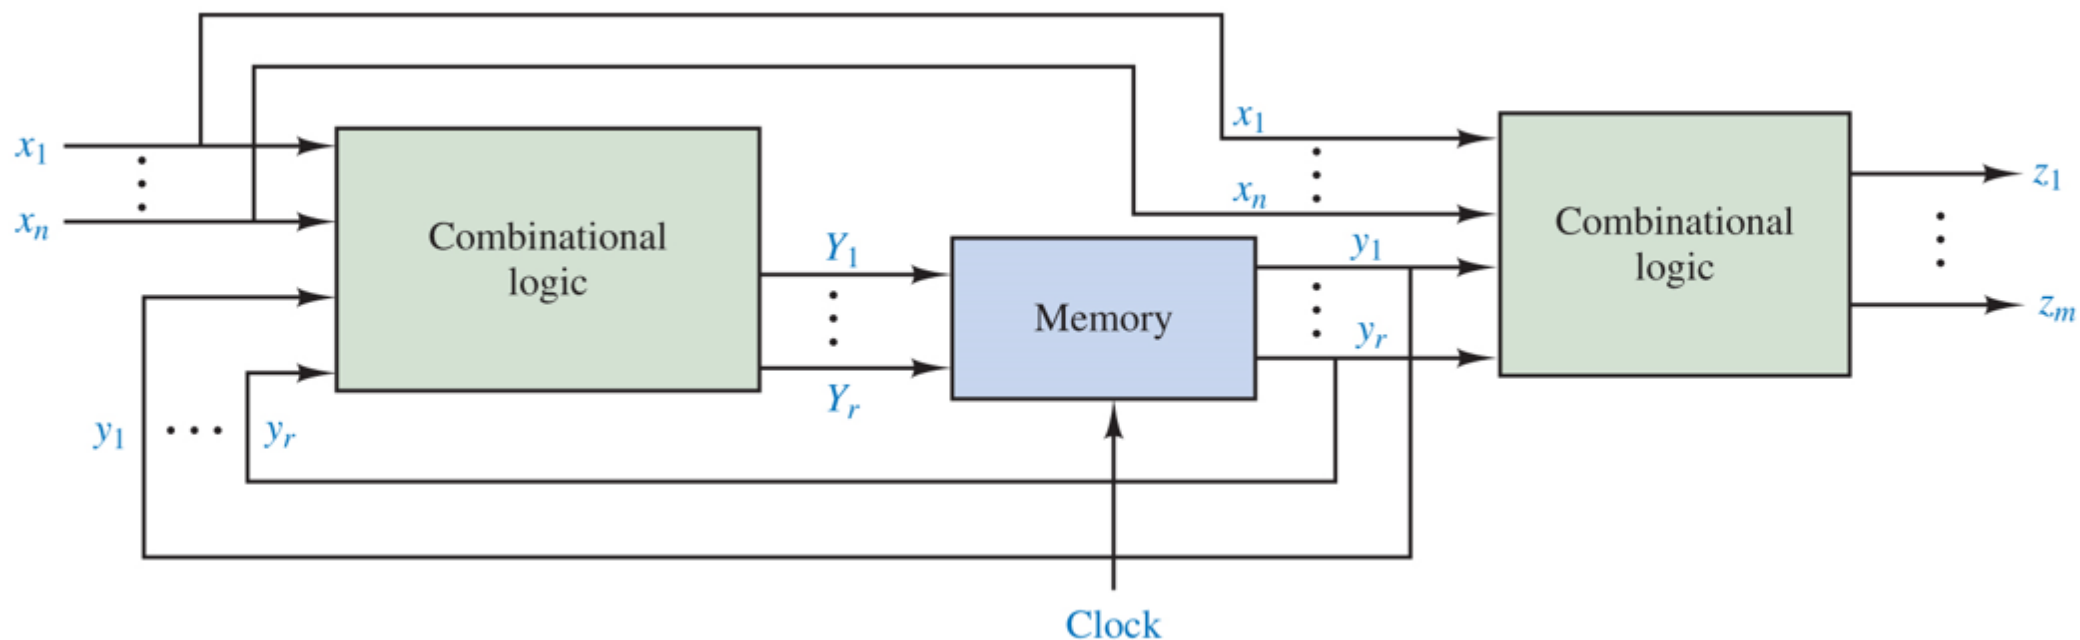 x₁
xₙ
y₁
yᵣ
Combinational
logic
Y₁
Yᵣ
Memory
Clock
x₁
xₙ
y₁
yᵣ
Combinational
logic
z₁
zₘ